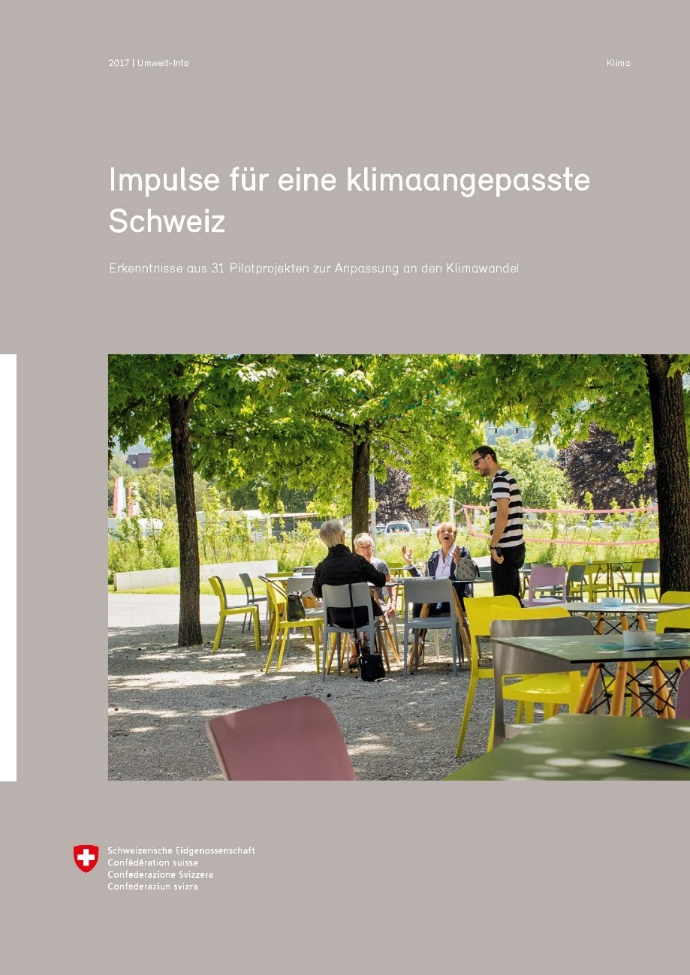 2017 | Umwelt-Info
Klima
Impulse für eine klimaangepasste
Schweiz
Erkenntnisse aus 31 Pilotprojekten zur Anpassung an den Klimawandel
Schweizerische Eidgenossenschaft
Confédération suisse
Confederazione Svizzera
Confederaziun svizra